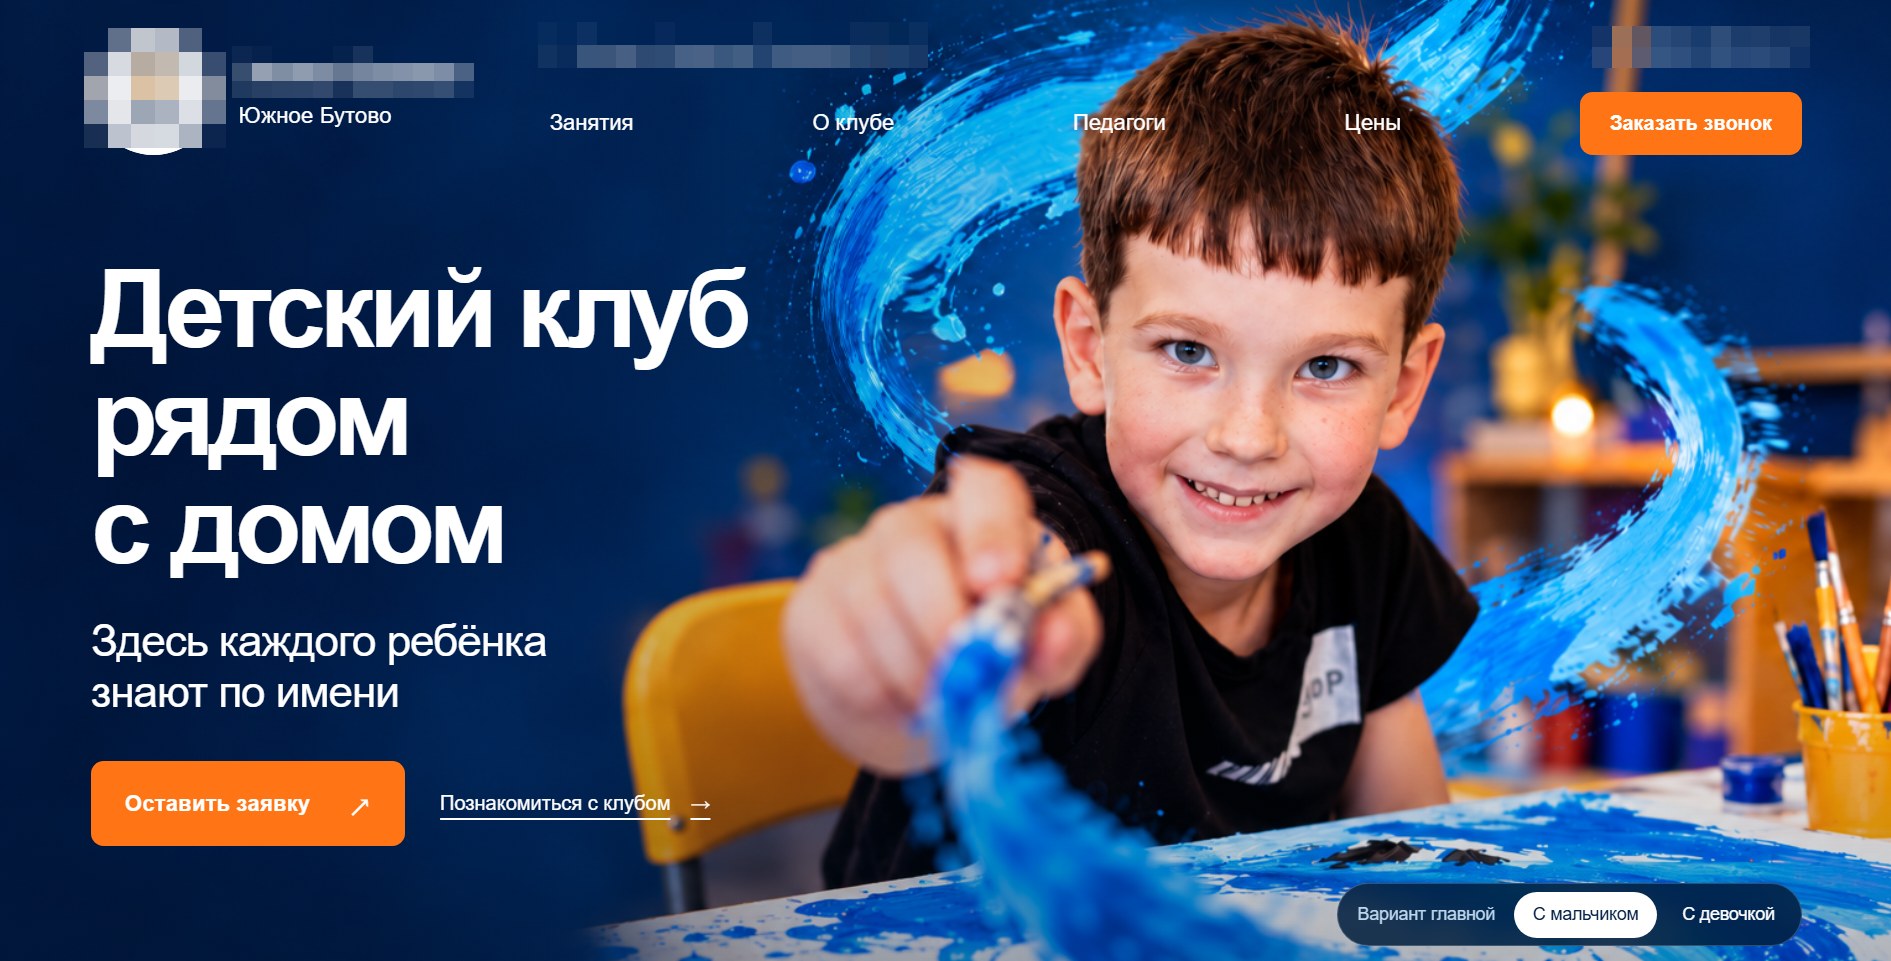 Южное Бутово
Занятия
О клубе
Педагоги
Цены
Заказать звонок
Детский клуб
рядом
с домом
Здесь каждого ребёнка
знают по имени
Оставить заявку ↗
Познакомиться с клубом →
Вариант главной
С мальчиком
С девочкой